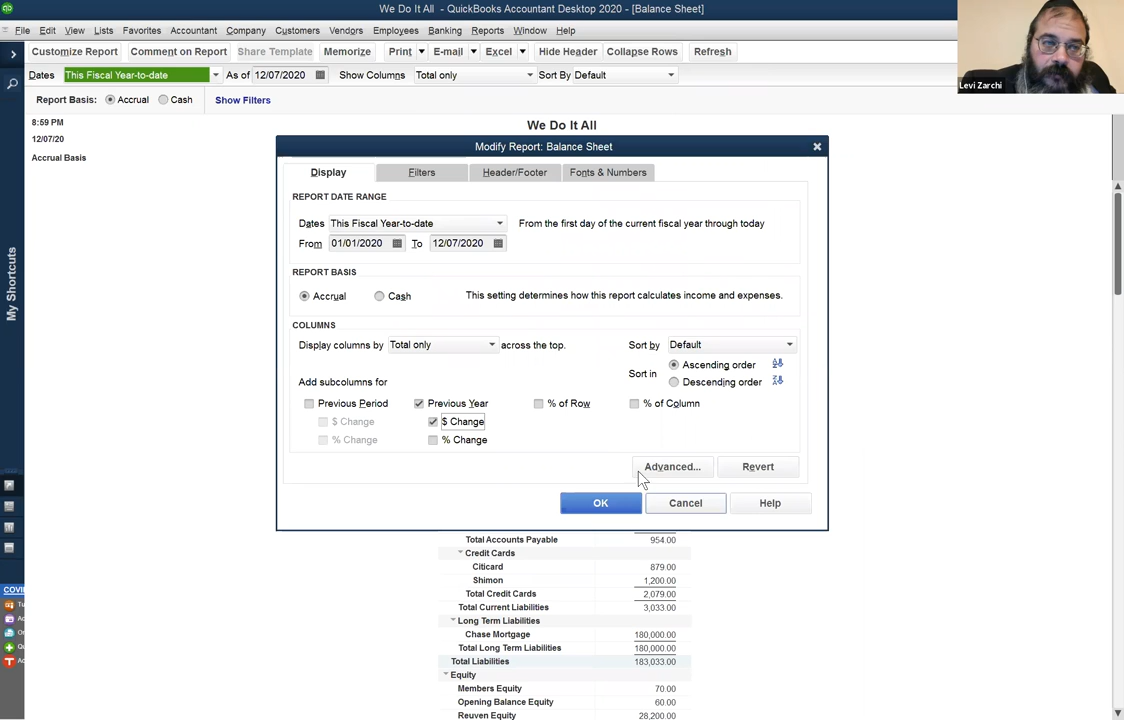 We Do It All - QuickBooks Accountant Desktop 2020 - [Balance Sheet]
File Edit View Lists Favorites Accountant Company Customers Vendors Employees Banking Reports Window Help
Customize Report Comment on Report Share Template Memorize Print E-mail Excel Hide Header Collapse Rows Refresh
Levi Zarchi
Dates This Fiscal Year-to-date As of 12/07/2020 Show Columns Total only Sort By Default
Report Basis: Accrual Cash Show Filters
8:59 PM
We Do It All
12/07/20
Accrual Basis
My Shortcuts
Modify Report: Balance Sheet
Display Filters Header/Footer Fonts & Numbers
REPORT DATE RANGE
Dates This Fiscal Year-to-date From the first day of the current fiscal year through today
From 01/01/2020 To 12/07/2020
REPORT BASIS
Accrual Cash This setting determines how this report calculates income and expenses.
COLUMNS
Display columns by Total only across the top. Sort by Default
Sort in Ascending order
Descending order
Add subcolumns for
Previous Period Previous Year % of Row % of Column
$ Change $ Change
% Change % Change
Advanced... Revert
OK Cancel Help
Total Accounts Payable 954.00
Credit Cards
Citicard 879.00
Shimon 1,200.00
Total Credit Cards 2,079.00
Total Current Liabilities 3,033.00
Long Term Liabilities
Chase Mortgage 180,000.00
Total Long Term Liabilities 180,000.00
Total Liabilities 183,033.00
Equity
Members Equity 70.00
Opening Balance Equity 60.00
Reuven Equity 28,200.00
COVI